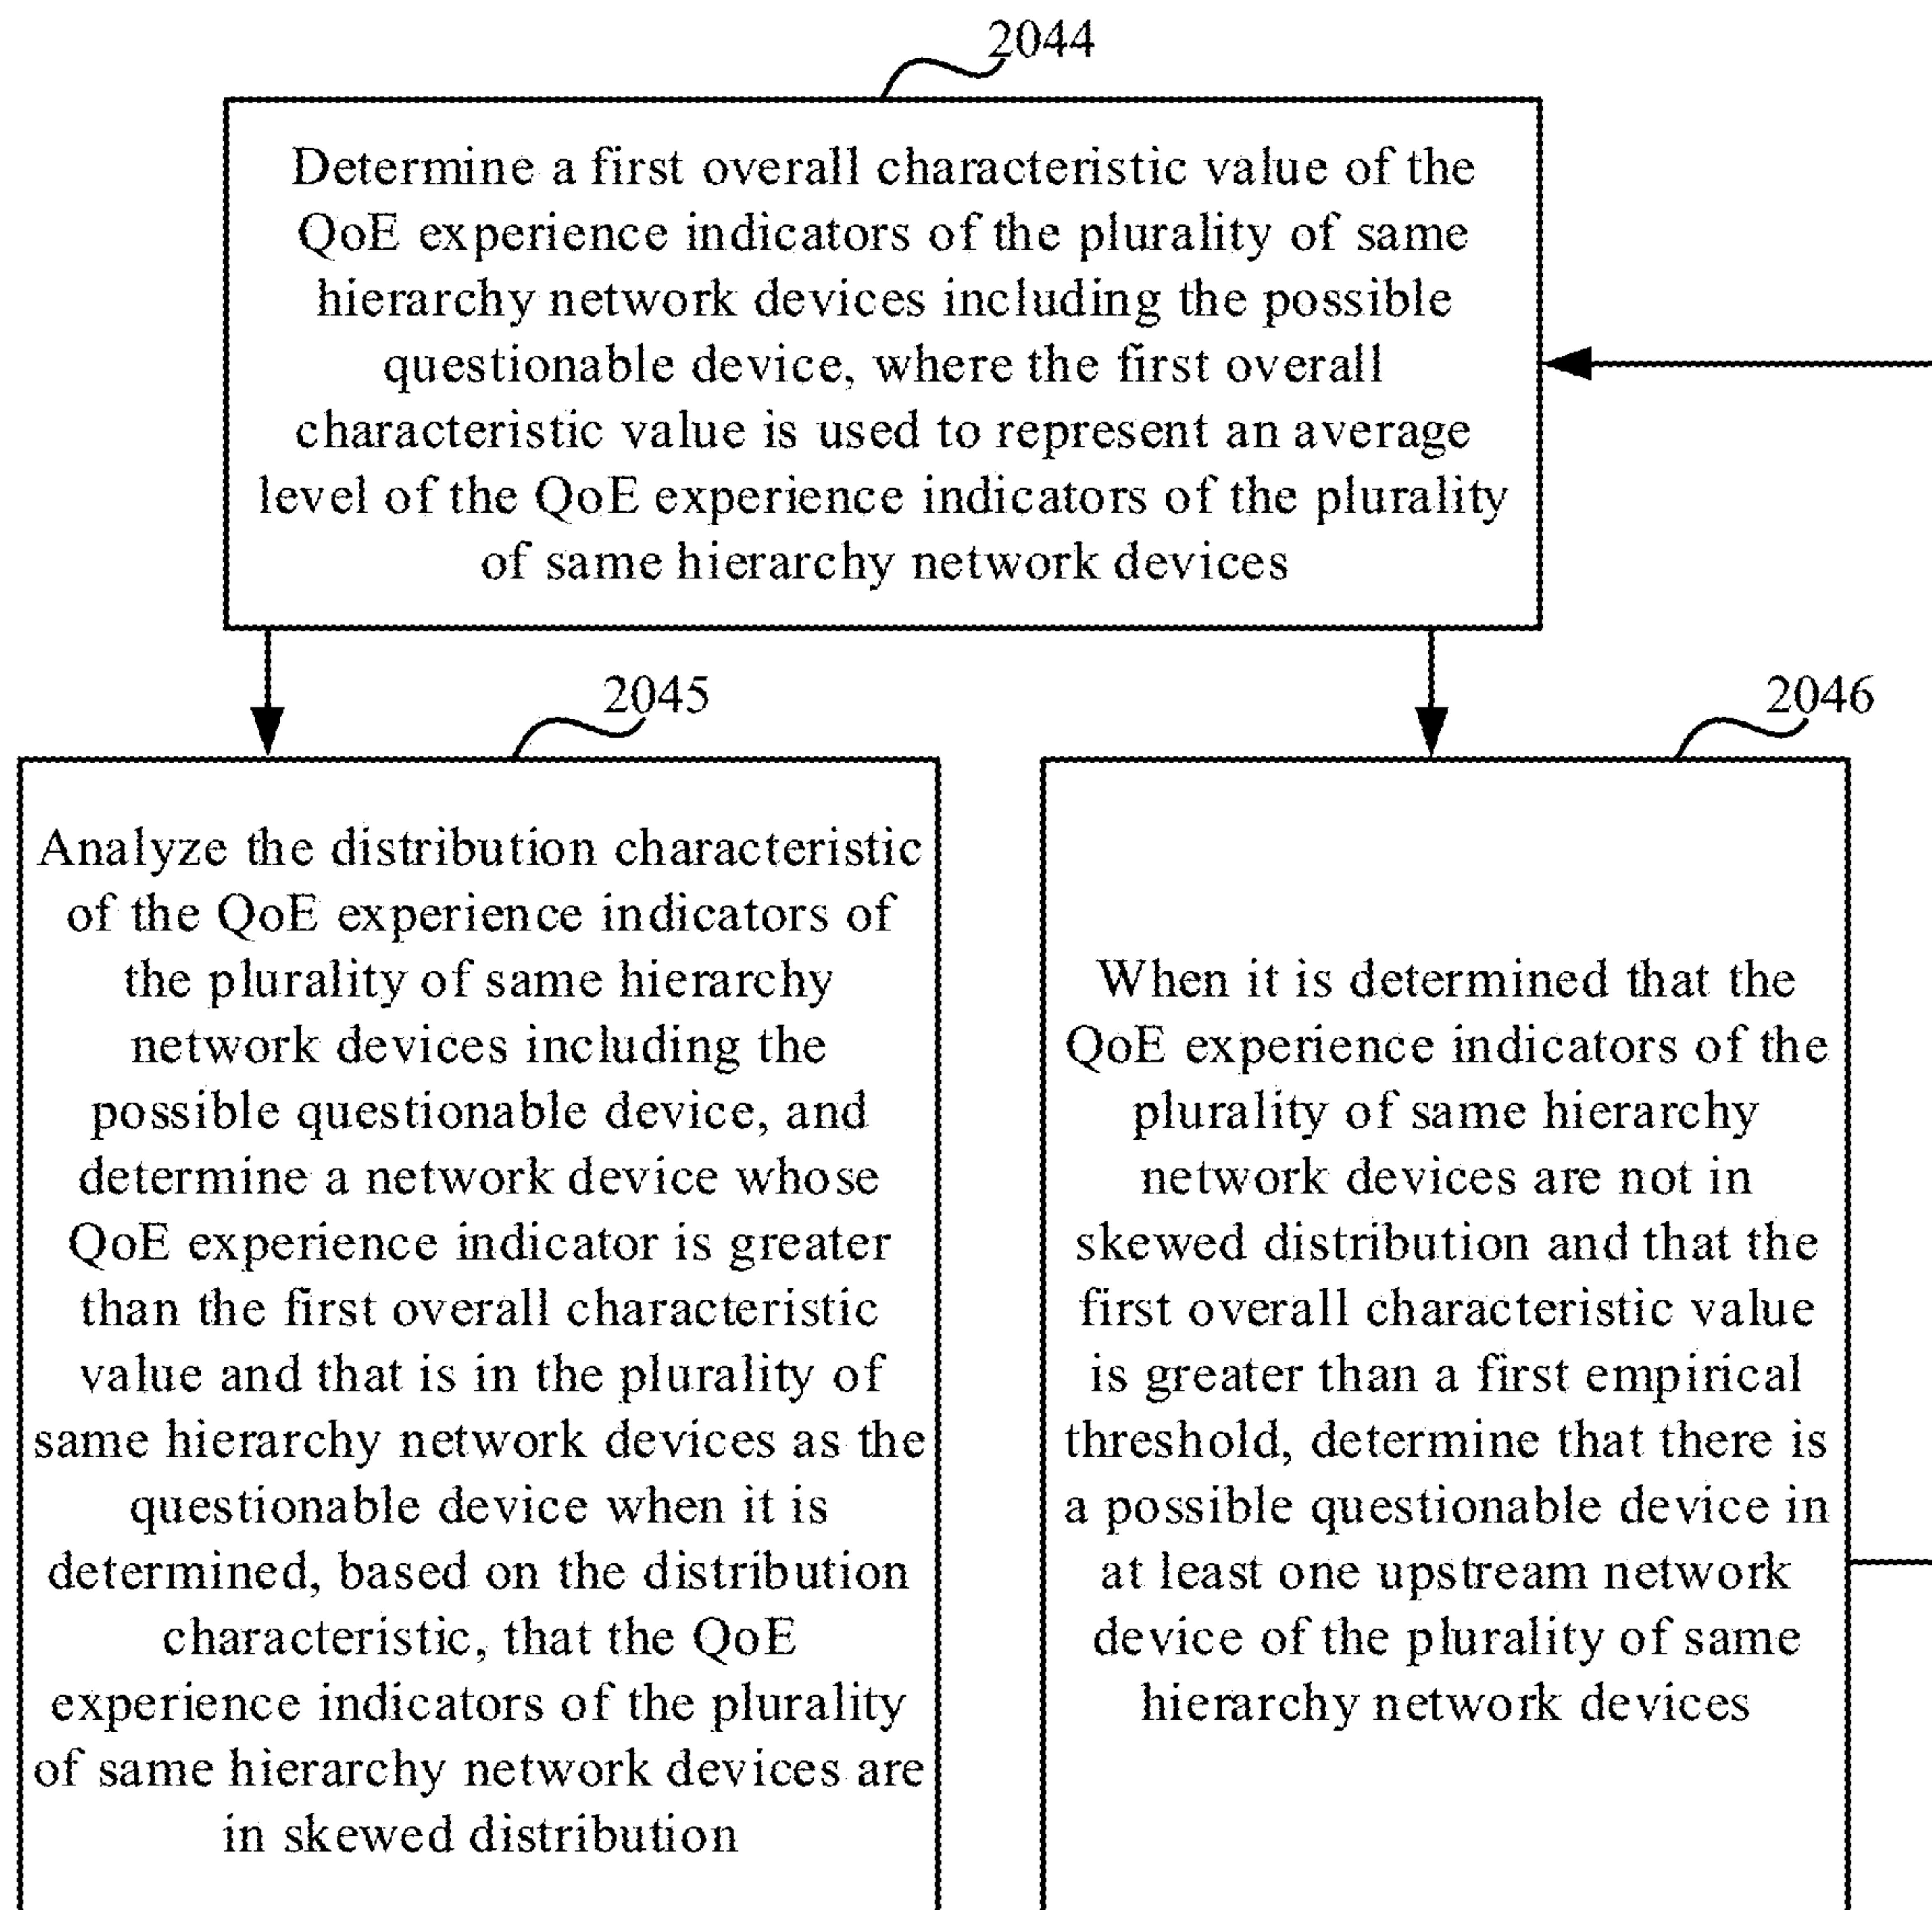 2044
Determine a first overall characteristic value of the
QoE experience indicators of the plurality of same
hierarchy network devices including the possible
questionable device, where the first overall
characteristic value is used to represent an average
level of the QoE experience indicators of the plurality
of same hierarchy network devices
2045
Analyze the distribution characteristic
of the QoE experience indicators of
the plurality of same hierarchy
network devices including the
possible questionable device, and
determine a network device whose
QoE experience indicator is greater
than the first overall characteristic
value and that is in the plurality of
same hierarchy network devices as the
questionable device when it is
determined, based on the distribution
characteristic, that the QoE
experience indicators of the plurality
of same hierarchy network devices are
in skewed distribution
2046
When it is determined that the
QoE experience indicators of the
plurality of same hierarchy
network devices are not in
skewed distribution and that the
first overall characteristic value
is greater than a first empirical
threshold, determine that there is
a possible questionable device in
at least one upstream network
device of the plurality of same
hierarchy network devices